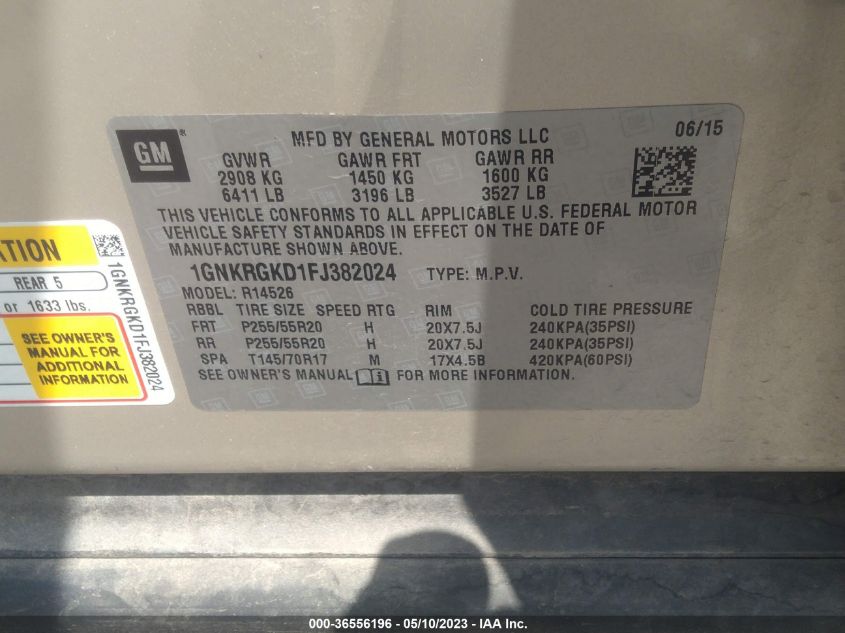 GM ®
MFD BY GENERAL MOTORS LLC 06/15
GVWR GAWR FRT GAWR RR
2908 KG 1450 KG 1600 KG
6411 LB 3196 LB 3527 LB
THIS VEHICLE CONFORMS TO ALL APPLICABLE U.S. FEDERAL MOTOR
VEHICLE SAFETY STANDARDS IN EFFECT ON THE DATE OF
MANUFACTURE SHOWN ABOVE.
1GNKRGKD1FJ382024 TYPE: M.P.V.
MODEL: R14526
RBBL TIRE SIZE SPEED RTG RIM COLD TIRE PRESSURE
FRT P255/55R20 H 20X7.5J 240KPA(35PSI)
RR P255/55R20 H 20X7.5J 240KPA(35PSI)
SPA T145/70R17 M 17X4.5B 420KPA(60PSI)
SEE OWNER'S MANUAL FOR MORE INFORMATION.
REAR 5
or 1633 lbs.
SEE OWNER'S
MANUAL FOR
ADDITIONAL
INFORMATION
1GNKRGKD1FJ382024
000-36556196 - 05/10/2023 - IAA Inc.